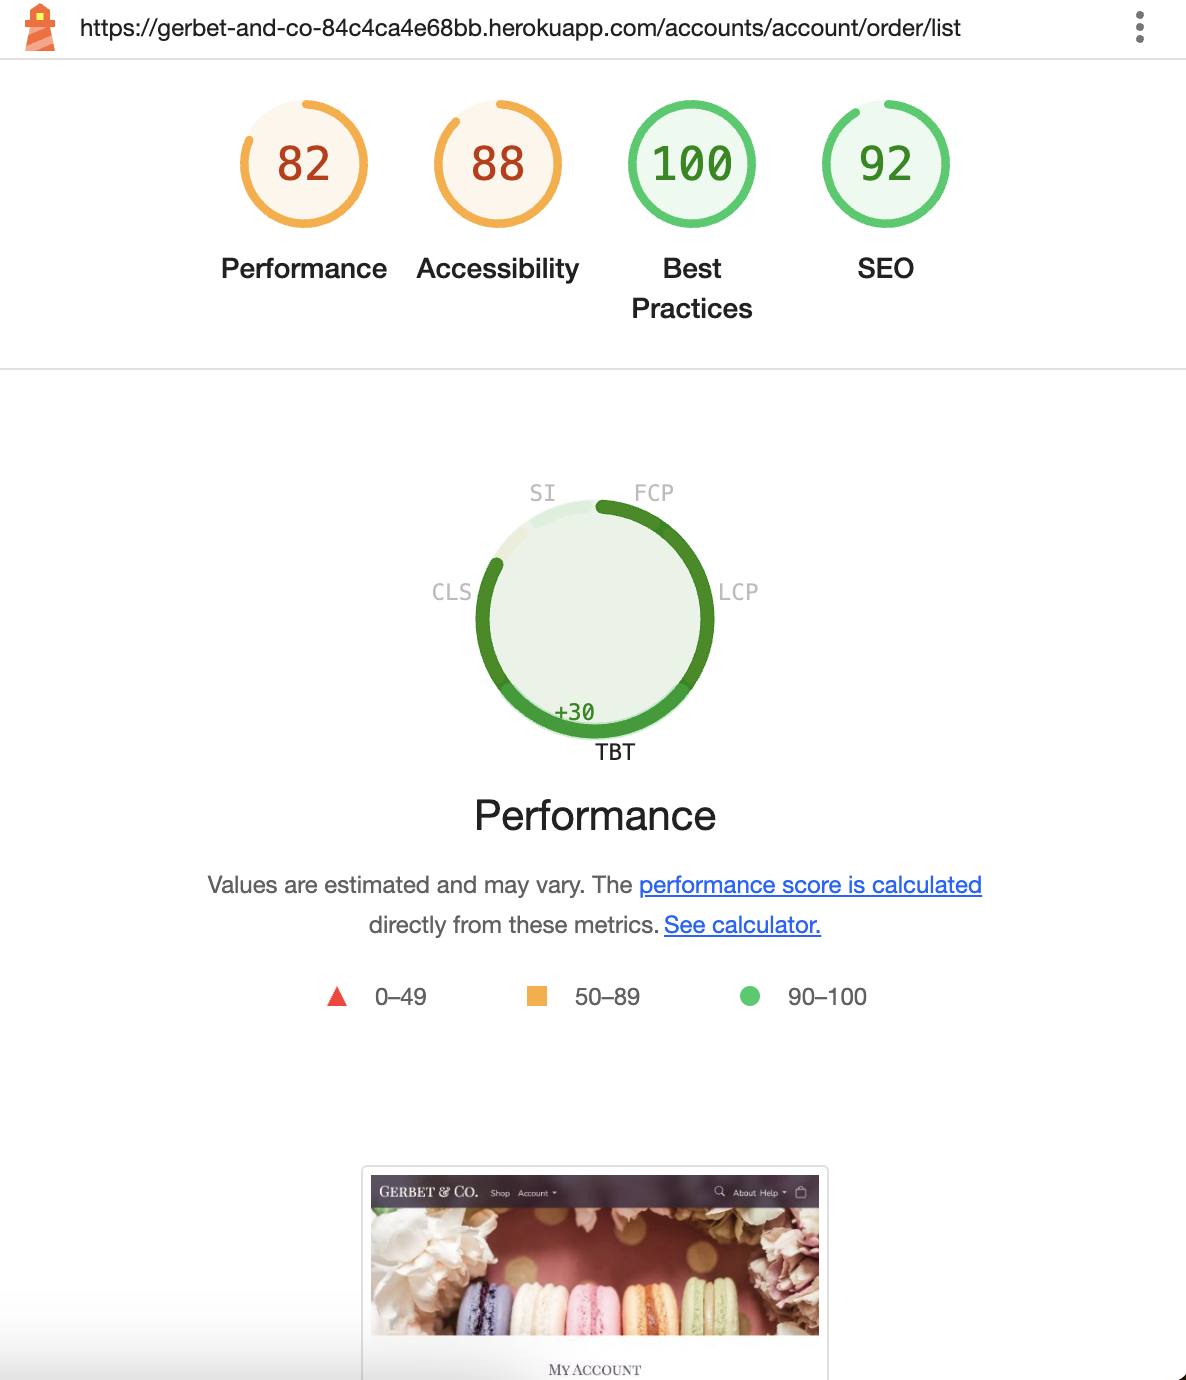 https://gerbet-and-co-84c4ca4e68bb.herokuapp.com/accounts/account/order/list
82 88 100 92
Performance Accessibility Best Practices SEO
SI FCP
CLS LCP
+30
TBT
Performance
Values are estimated and may vary. The performance score is calculated
directly from these metrics. See calculator.
0–49 50–89 90–100
GERBET & CO. Shop Account About Help
MY ACCOUNT